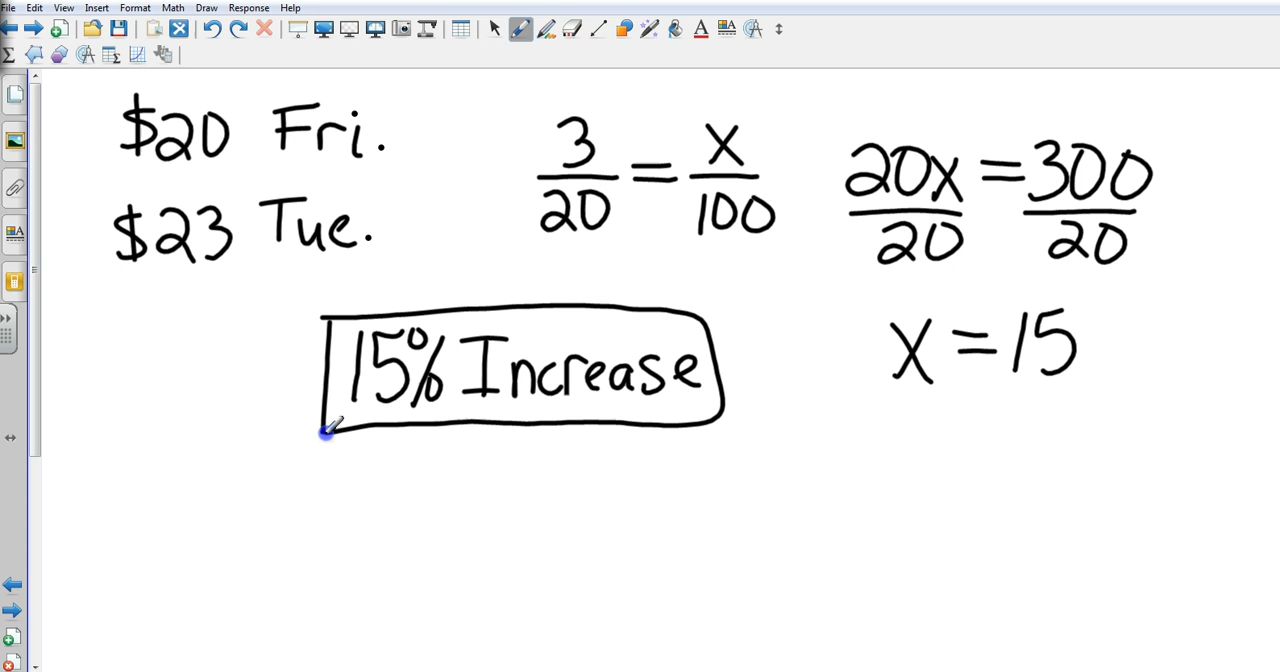 File Edit View Insert Format Math Draw Response Help
$20 Fri.
$23 Tue.
3/20 = x/100
20x/20 = 300/20
x = 15
15% Increase